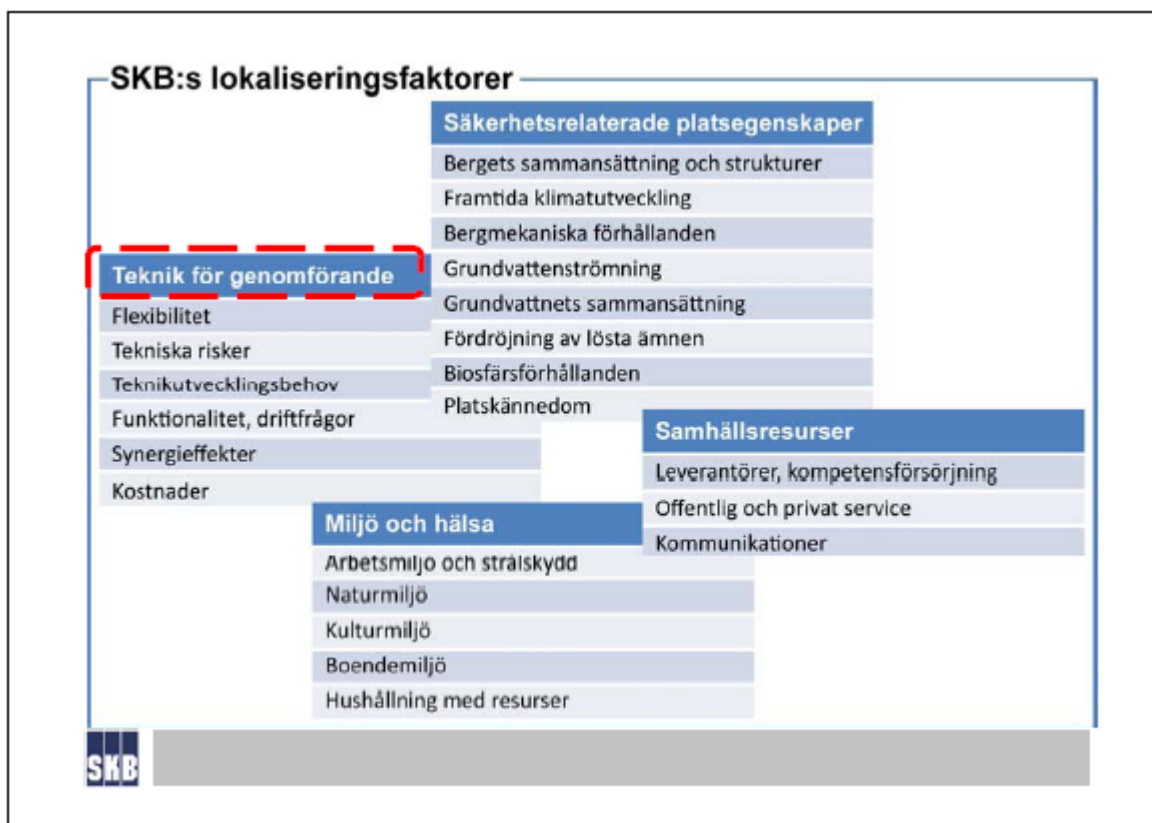 SKB:s lokaliseringsfaktorer
Säkerhetsrelaterade platsegenskaper
Bergets sammansättning och strukturer
Framtida klimatutveckling
Bergmekaniska förhållanden
Grundvattenströmning
Grundvattnets sammansättning
Fördröjning av lösta ämnen
Biosfärsförhållanden
Platskännedom
Teknik för genomförande
Flexibilitet
Tekniska risker
Teknikutvecklingsbehov
Funktionalitet, driftfrågor
Synergieffekter
Kostnader
Samhällsresurser
Leverantörer, kompetensförsörjning
Offentlig och privat service
Kommunikationer
Miljö och hälsa
Arbetsmiljö och strålskydd
Naturmiljö
Kulturmiljö
Boendemiljö
Hushållning med resurser
SKB